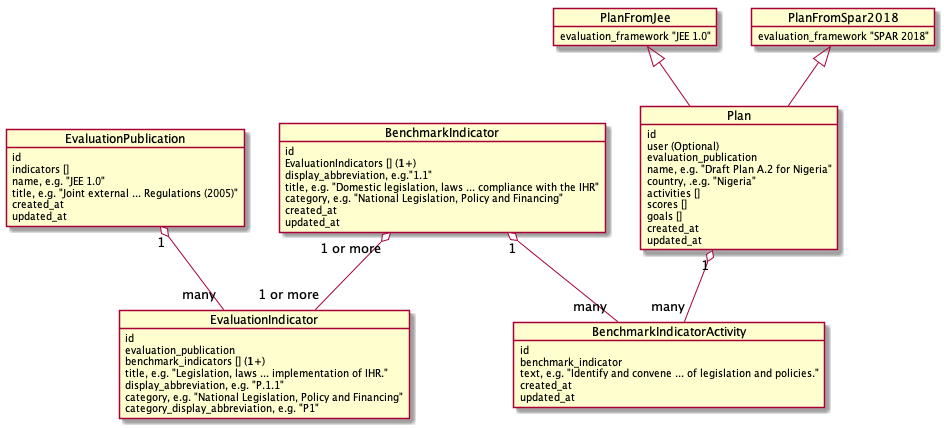 PlanFromJee
evaluation_framework "JEE 1.0"
PlanFromSpar2018
evaluation_framework "SPAR 2018"
EvaluationPublication
id
indicators []
name, e.g. "JEE 1.0"
title, e.g. "Joint external ... Regulations (2005)"
created_at
updated_at
BenchmarkIndicator
id
EvaluationIndicators [] (1+)
display_abbreviation, e.g."1.1"
title, e.g. "Domestic legislation, laws ... compliance with the IHR"
category, e.g. "National Legislation, Policy and Financing"
created_at
updated_at
Plan
id
user (Optional)
evaluation_publication
name, e.g. "Draft Plan A.2 for Nigeria"
country, .e.g. "Nigeria"
activities []
scores []
goals []
created_at
updated_at
1
many
1 or more
1 or more
1
many
1
many
EvaluationIndicator
id
evaluation_publication
benchmark_indicators [] (1+)
title, e.g. "Legislation, laws ... implementation of IHR."
display_abbreviation, e.g. "P.1.1"
category, e.g. "National Legislation, Policy and Financing"
category_display_abbreviation, e.g. "P1"
BenchmarkIndicatorActivity
id
benchmark_indicator
text, e.g. "Identify and convene ... of legislation and policies."
created_at
updated_at